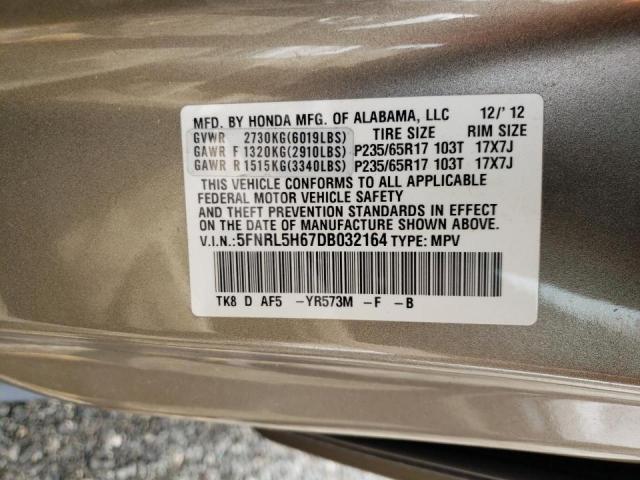 MFD. BY HONDA MFG. OF ALABAMA, LLC 12/'12
GVWR 2730KG(6019LBS) TIRE SIZE RIM SIZE
GAWR F 1320KG(2910LBS) P235/65R17 103T 17X7J
GAWR R 1515KG(3340LBS) P235/65R17 103T 17X7J
THIS VEHICLE CONFORMS TO ALL APPLICABLE
FEDERAL MOTOR VEHICLE SAFETY
AND THEFT PREVENTION STANDARDS IN EFFECT
ON THE DATE OF MANUFACTURE SHOWN ABOVE.
V.I.N.:5FNRL5H67DB032164 TYPE: MPV
TK8 D AF5 -YR573M -F -B